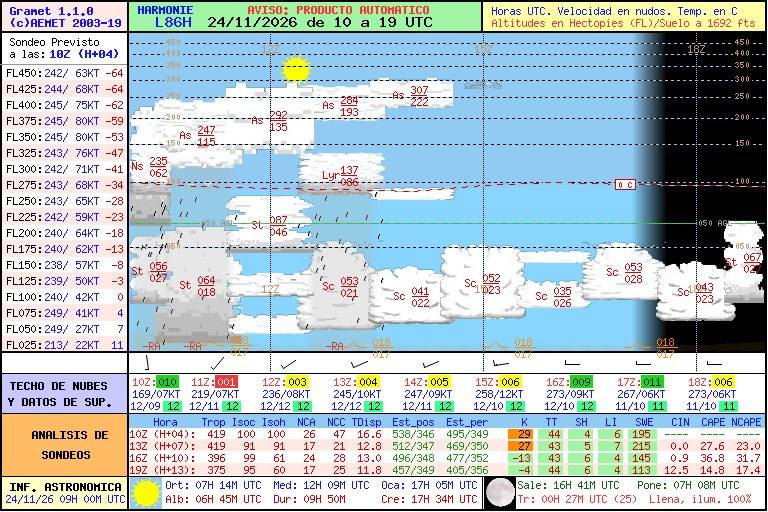 Gramet 1.1.0
(c)AEMET 2003-19
HARMONIE
L86H
AVISO: PRODUCTO AUTOMATICO
24/11/2026 de 10 a 19 UTC
Horas UTC. Velocidad en nudos. Temp. en C
Altitudes en Hectopies (FL)/Suelo a 1692 fts
Sondeo Previsto
a las: 10Z (H+04)
FL450: 242/ 63KT -64
FL425: 244/ 68KT -64
FL400: 245/ 75KT -62
FL375: 245/ 80KT -59
FL350: 245/ 80KT -53
FL325: 243/ 76KT -47
FL300: 242/ 71KT -41
FL275: 243/ 68KT -34
FL250: 243/ 65KT -28
FL225: 242/ 59KT -23
FL200: 240/ 64KT -18
FL175: 240/ 62KT -13
FL150: 238/ 57KT -8
FL125: 239/ 50KT -3
FL100: 240/ 42KT 0
FL075: 249/ 41KT 4
FL050: 249/ 27KT 7
FL025: 213/ 22KT 11
12Z 15Z 18Z
450
400
350
300
250
200
150
100
050
As 247 115
As 292 135
As 284 193
As 307 222
Ns 235 062
Lyr 137 086
0 C
St 087 046
050 AGL
St 056 027
St 064 018
Sc 053 021
Sc 041 022
Sc 052 023
Sc 035 026
Sc 053 028
Sc 043 023
St 067 027
12Z
-RA
-RA
018 017
018 017
018 017
TECHO DE NUBES
Y DATOS DE SUP.
10Z: 010 11Z: 001 12Z: 003 13Z: 004 14Z: 005 15Z: 006 16Z: 009 17Z: 011 18Z: 006
169/07KT 219/07KT 236/08KT 245/10KT 247/09KT 258/12KT 273/09KT 267/06KT 273/06KT
12/09 12 12/11 12 12/11 12 12/10 12 12/10 12 12/10 12 12/10 12 11/10 11 11/10 11
ANALISIS DE
SONDEOS
Hora Trop Isoc Isoh NCA NCC TDisp Est_pos Est_per K TT SH LI SWE CIN CAPE NCAPE
10Z (H+04): 419 100 100 26 47 16.6 538/346 495/349 29 44 4 6 195 ---- ---- ----
13Z (H+07): 419 91 91 17 21 12.8 512/347 469/350 27 43 5 7 215 0.0 27.6 23.0
16Z (H+10): 396 99 61 24 28 13.0 496/348 477/352 -13 43 4 6 145 0.9 36.8 31.7
19Z (H+13): 375 94 60 17 25 11.8 457/349 405/356 -4 44 4 6 113 12.5 14.8 17.4
INF. ASTRONOMICA
24/11/26 09H 00M UTC
Ort: 07H 14M UTC Med: 12H 09M UTC Oca: 17H 05M UTC
Alb: 06H 45M UTC Dur: 09H 50M Cre: 17H 34M UTC
Sale: 16H 41M UTC Pone: 07H 08M UTC
Tr: 00H 27M UTC (25) Llena, ilum. 100%